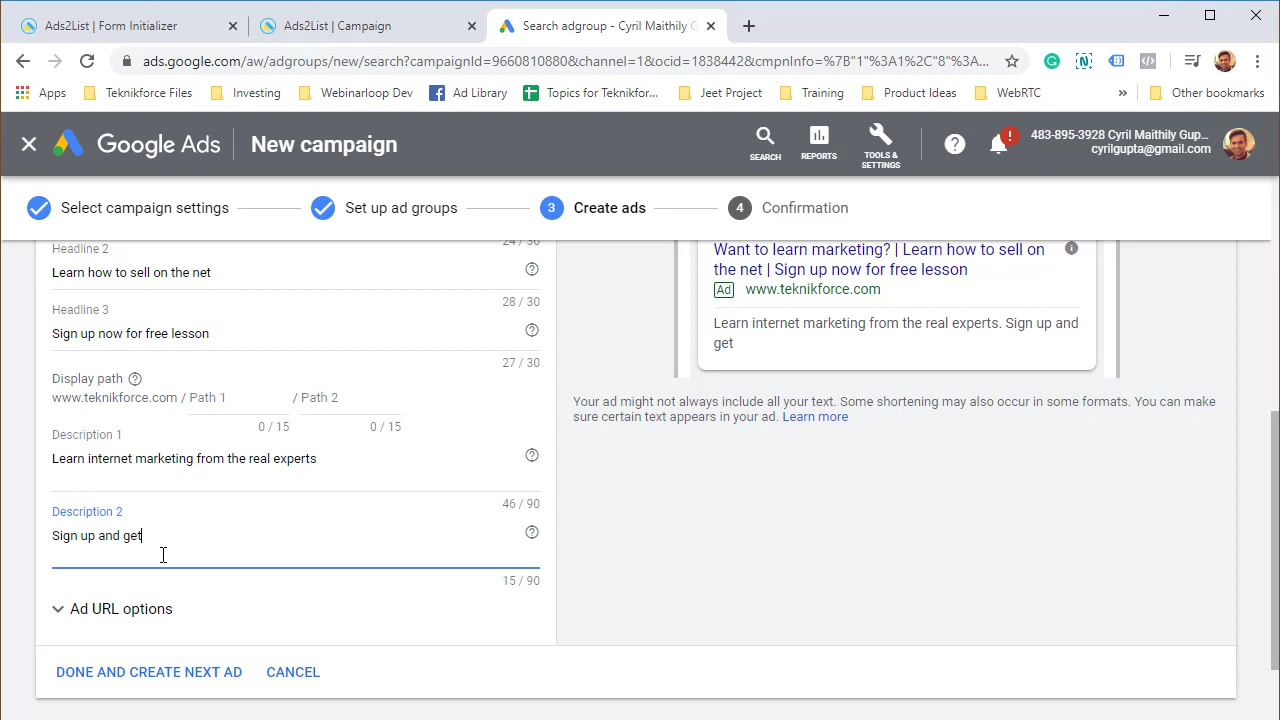 Ads2List | Form Initializer
Ads2List | Campaign
Search adgroup - Cyril Maithily G
ads.google.com/aw/adgroups/new/search?campaignId=9660010880&channel=1&ocid=1838442&cmpnInfo=%7B"1"%3A1%2C"8"%3A...
Apps
Teknikforce Files
Investing
Webinarloop Dev
Ad Library
Topics for Teknikfor...
Jeet Project
Training
Product Ideas
WebRTC
»
Other bookmarks
Google Ads
New campaign
SEARCH
REPORTS
TOOLS & SETTINGS
483-895-3928 Cyril Maithily Gup...
cyrilgupta@gmail.com
Select campaign settings
Set up ad groups
3 Create ads
4 Confirmation
24 / 30
Headline 2
Learn how to sell on the net
28 / 30
Headline 3
Sign up now for free lesson
27 / 30
Display path
www.teknikforce.com / Path 1 / Path 2
0 / 15 0 / 15
Description 1
Learn internet marketing from the real experts
46 / 90
Description 2
Sign up and get
15 / 90
Ad URL options
DONE AND CREATE NEXT AD CANCEL
Want to learn marketing? | Learn how to sell on
the net | Sign up now for free lesson
Ad www.teknikforce.com
Learn internet marketing from the real experts. Sign up and
get
Your ad might not always include all your text. Some shortening may also occur in some formats. You can make
sure certain text appears in your ad. Learn more